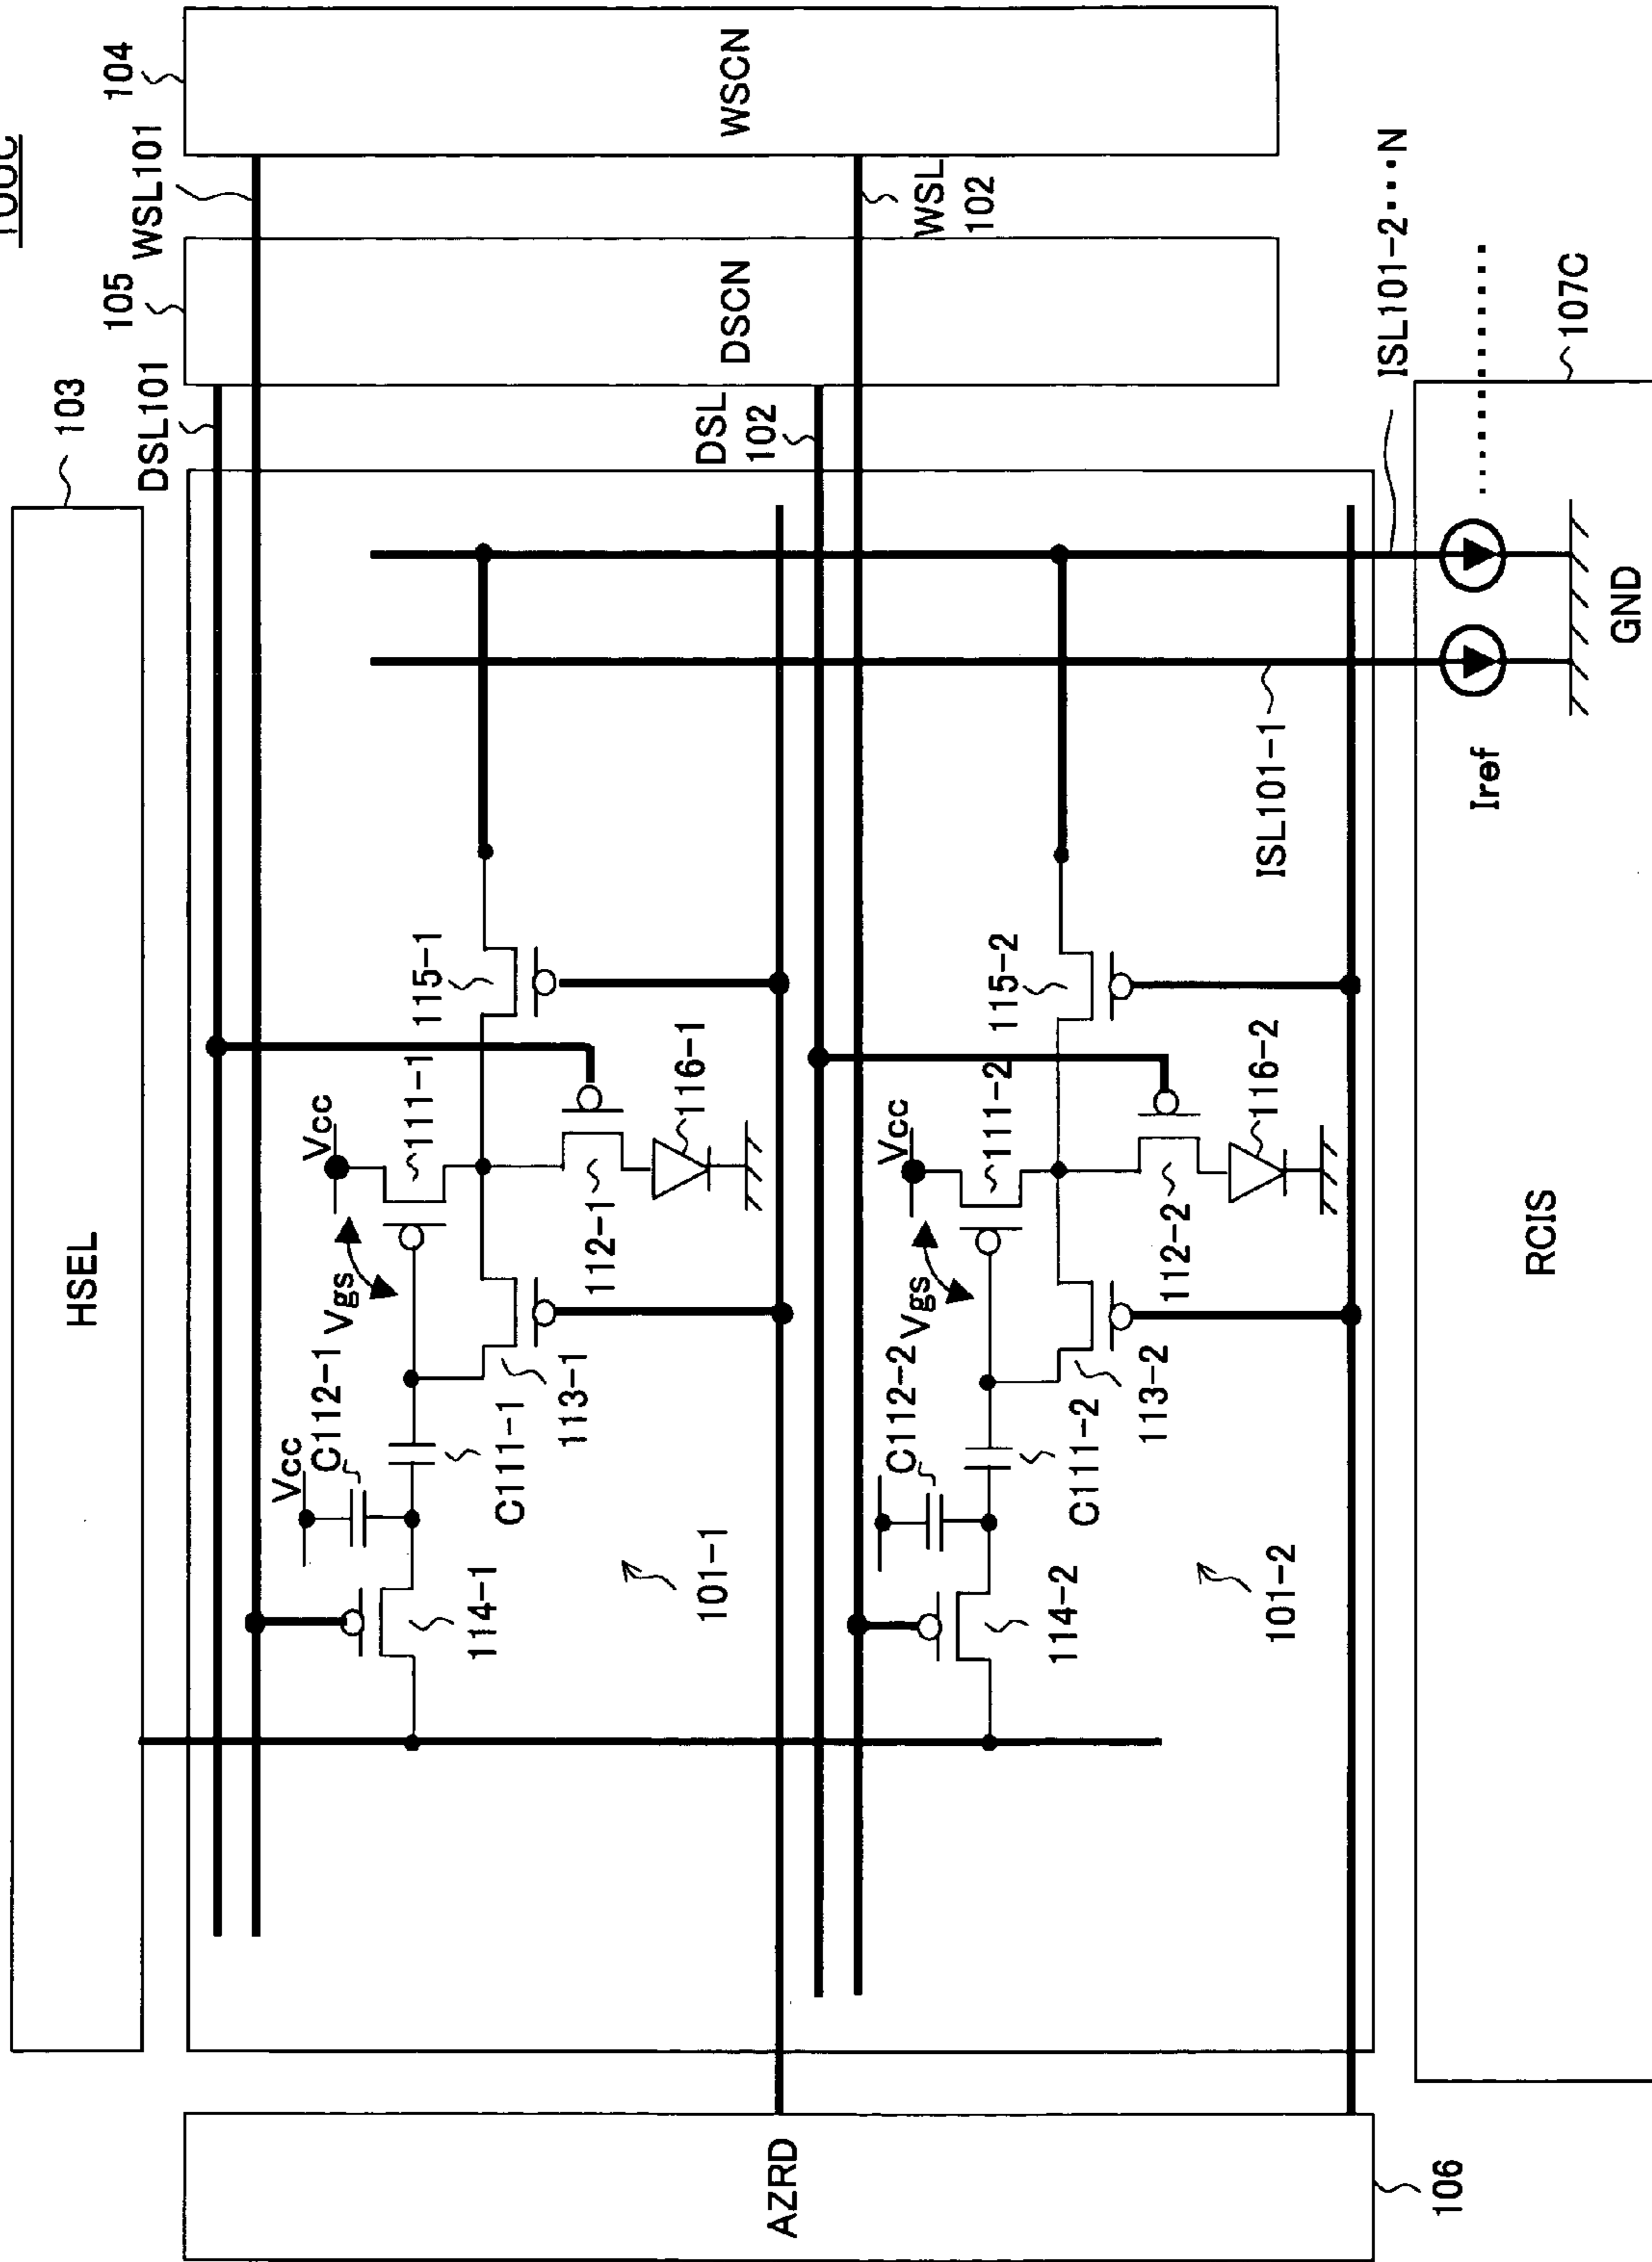 HSEL
103
DSL101
105
WSL101
104
Vcc
C112-1
Vgs
Vcc
111-1
115-1
114-1
C111-1
113-1
112-1
116-1
101-1
AZRD
DSL
102
DSCN
WSCN
WSL
102
C112-2
Vgs
Vcc
111-2
115-2
114-2
C111-2
113-2
112-2
116-2
101-2
ISL101-1
ISL101-2···N
106
RCIS
Iref
GND
107C